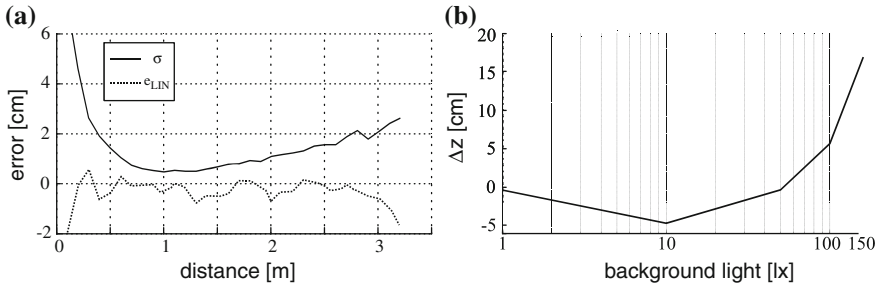 (a)
6
4
2
0
-2
error [cm]
σ
eLIN
0
1
2
3
distance [m]
(b)
20
15
10
5
0
-5
Δz [cm]
1
10
100 150
background light [lx]